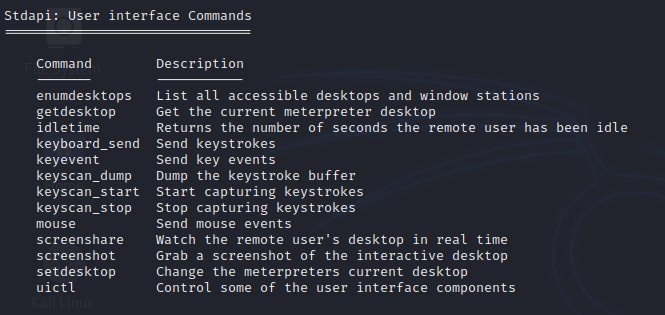 Stdapi: User interface Commands
===============================
Command Description
------- -----------
enumdesktops List all accessible desktops and window stations
getdesktop Get the current meterpreter desktop
idletime Returns the number of seconds the remote user has been idle
keyboard_send Send keystrokes
keyevent Send key events
keyscan_dump Dump the keystroke buffer
keyscan_start Start capturing keystrokes
keyscan_stop Stop capturing keystrokes
mouse Send mouse events
screenshare Watch the remote user's desktop in real time
screenshot Grab a screenshot of the interactive desktop
setdesktop Change the meterpreters current desktop
uictl Control some of the user interface components
File System
Kali Linux